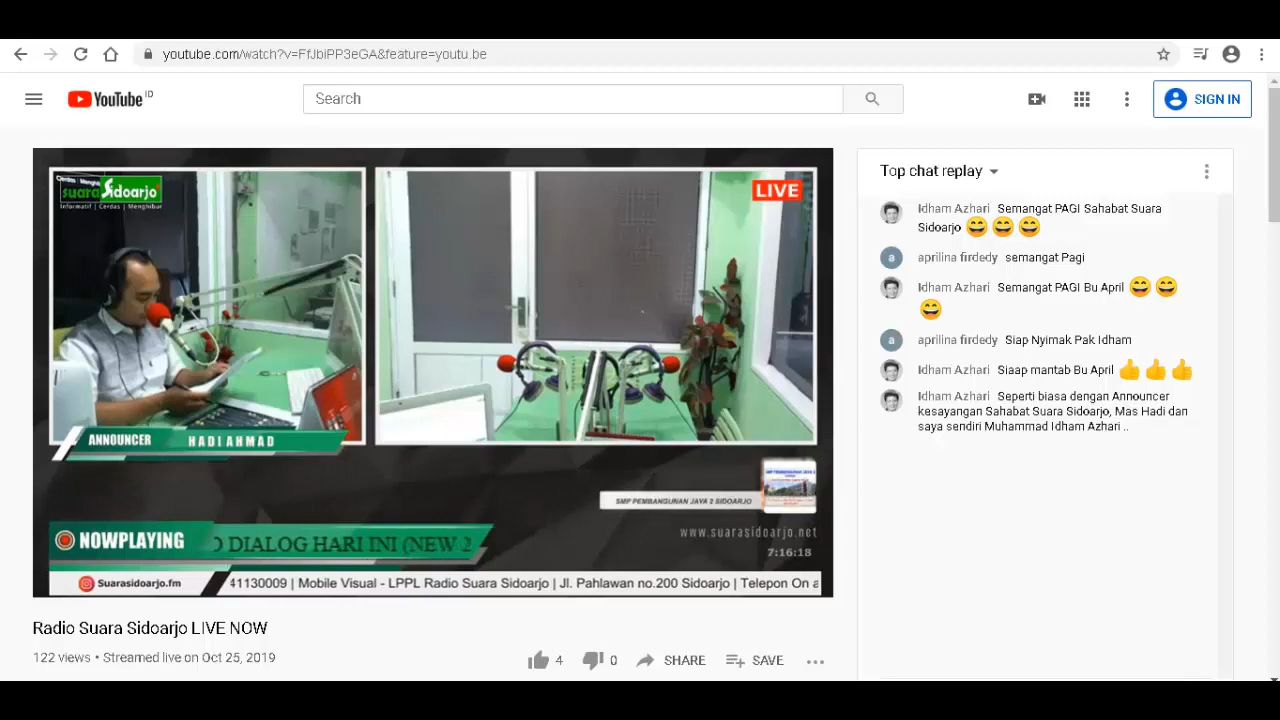 youtube.com/watch?v=FfJbiPP3eGA&feature=youtu.be
YouTube ID
Search
SIGN IN
suara Sidoarjo
Informatif | Cerdas | Menghibur
LIVE
ANNOUNCER HADI AHMAD
SMP PEMBANGUNAN JAYA 2 SIDOARJO
www.suarasidoarjo.net
NOWPLAYING O DIALOG HARI INI (NEW 2
7:16:18
Suarasidoarjo.fm 41130009 | Mobile Visual - LPPL Radio Suara Sidoarjo | Jl. Pahlawan no.200 Sidoarjo | Telepon On a
Radio Suara Sidoarjo LIVE NOW
122 views • Streamed live on Oct 25, 2019
4 0 SHARE SAVE
Top chat replay
Idham Azhari Semangat PAGI Sahabat Suara
Sidoarjo 😄😄😄
aprilina firdedy semangat Pagi
Idham Azhari Semangat PAGI Bu April 😄😄
😄
aprilina firdedy Siap Nyimak Pak Idham
Idham Azhari Siaap mantab Bu April 👍👍👍
Idham Azhari Seperti biasa dengan Announcer
kesayangan Sahabat Suara Sidoarjo, Mas Hadi dan
saya sendiri Muhammad Idham Azhari ..